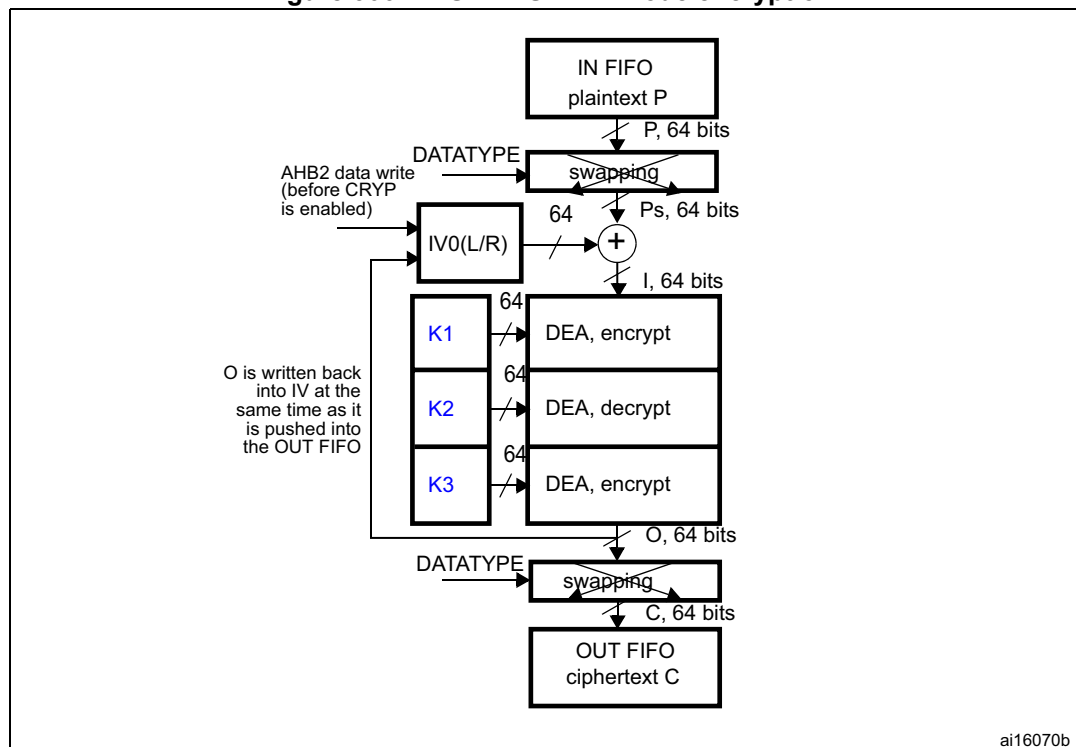 IN FIFO
plaintext P
P, 64 bits
DATATYPE
swapping
AHB2 data write
(before CRYP
is enabled)
Ps, 64 bits
64
IV0(L/R)
+
I, 64 bits
64
K1
DEA, encrypt
O is written back
into IV at the
same time as it
is pushed into
the OUT FIFO
64
K2
DEA, decrypt
64
K3
DEA, encrypt
O, 64 bits
DATATYPE
swapping
C, 64 bits
OUT FIFO
ciphertext C
ai16070b